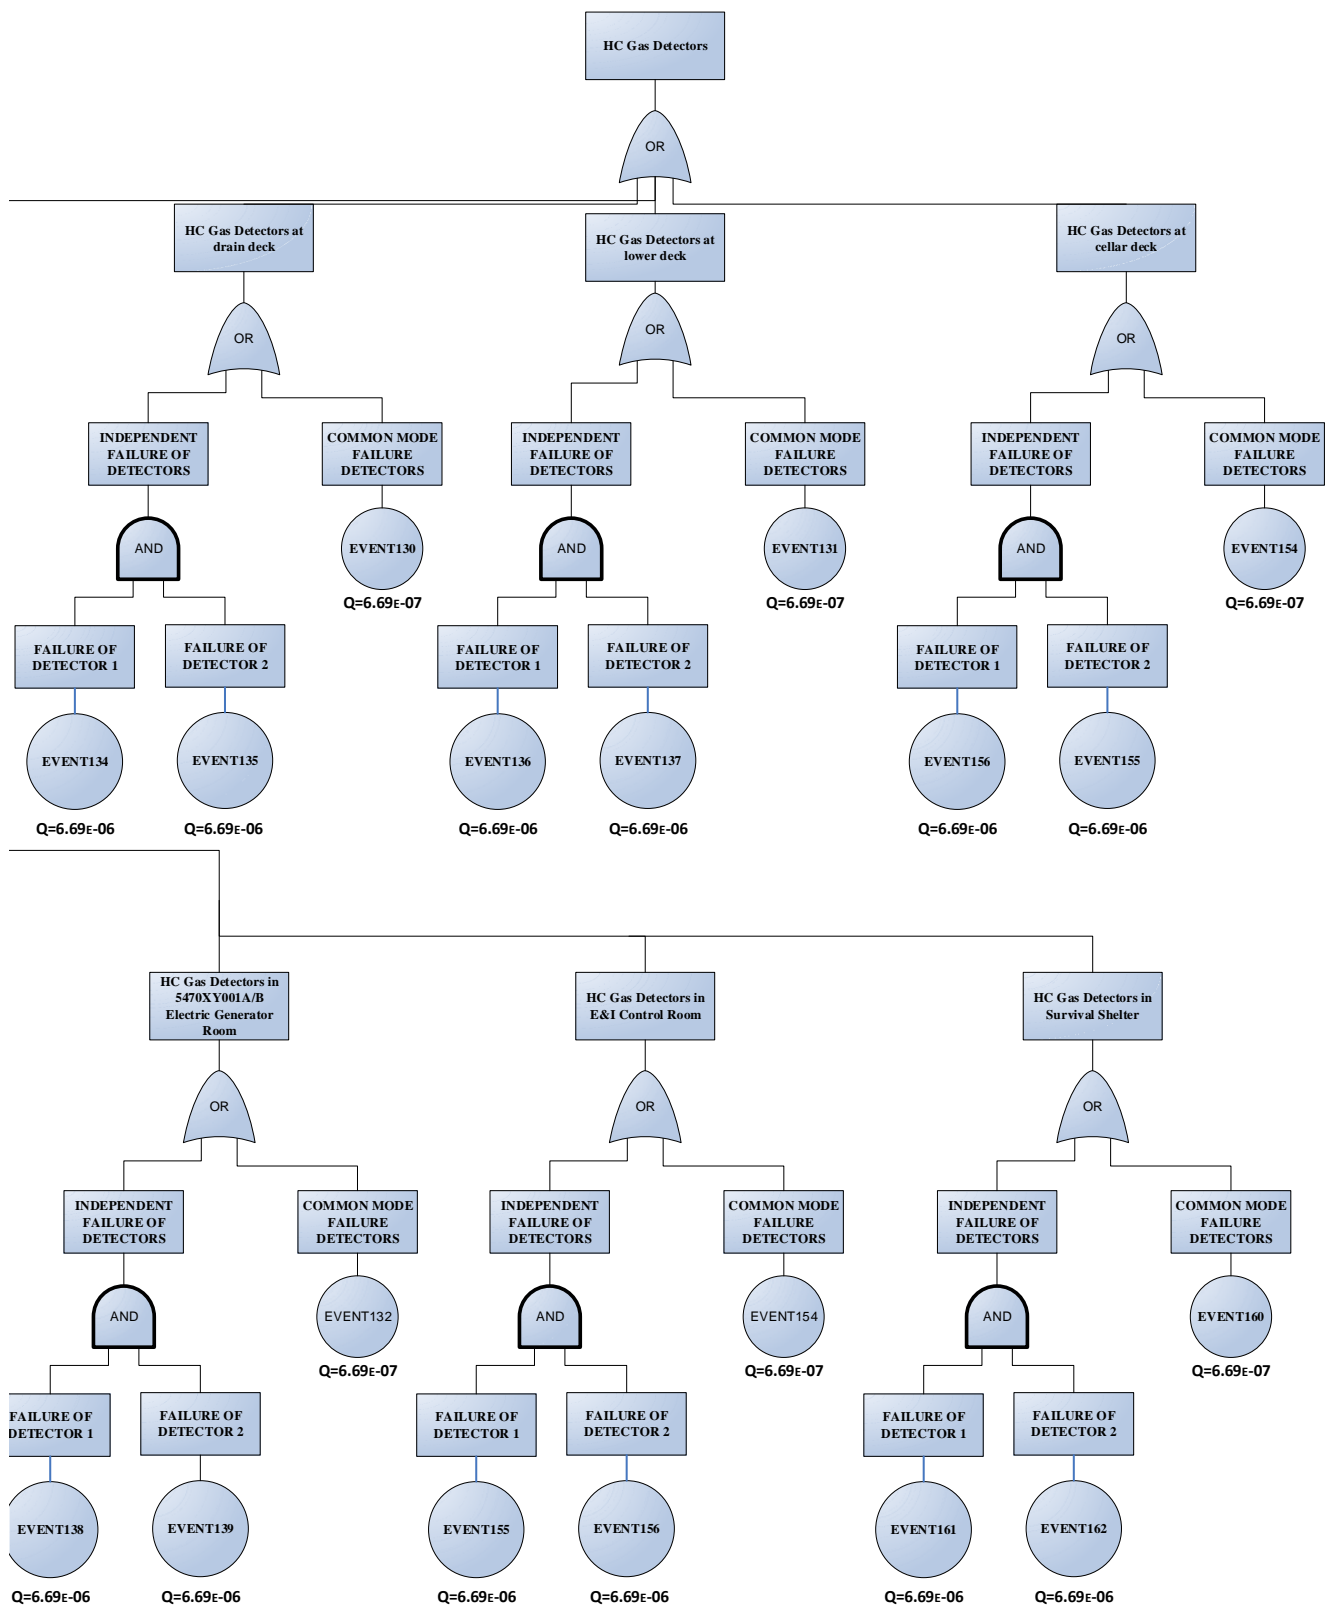 HC Gas Detectors
OR
HC Gas Detectors at
drain deck
HC Gas Detectors at
lower deck
HC Gas Detectors at
cellar deck
OR
OR
OR
INDEPENDENT
FAILURE OF
DETECTORS
COMMON MODE
FAILURE
DETECTORS
INDEPENDENT
FAILURE OF
DETECTORS
COMMON MODE
FAILURE
DETECTORS
INDEPENDENT
FAILURE OF
DETECTORS
COMMON MODE
FAILURE
DETECTORS
AND
EVENT130
AND
EVENT131
AND
EVENT154
Q=6.69E-07
Q=6.69E-07
Q=6.69E-07
FAILURE OF
DETECTOR 1
FAILURE OF
DETECTOR 2
FAILURE OF
DETECTOR 1
FAILURE OF
DETECTOR 2
FAILURE OF
DETECTOR 1
FAILURE OF
DETECTOR 2
EVENT134
EVENT135
EVENT136
EVENT137
EVENT156
EVENT155
Q=6.69E-06
Q=6.69E-06
Q=6.69E-06
Q=6.69E-06
Q=6.69E-06
Q=6.69E-06
HC Gas Detectors in
5470XY001A/B
Electric Generator
Room
HC Gas Detectors in
E&I Control Room
HC Gas Detectors in
Survival Shelter
OR
OR
OR
INDEPENDENT
FAILURE OF
DETECTORS
COMMON MODE
FAILURE
DETECTORS
INDEPENDENT
FAILURE OF
DETECTORS
COMMON MODE
FAILURE
DETECTORS
INDEPENDENT
FAILURE OF
DETECTORS
COMMON MODE
FAILURE
DETECTORS
AND
EVENT132
AND
EVENT154
AND
EVENT160
Q=6.69E-07
Q=6.69E-07
Q=6.69E-07
FAILURE OF
DETECTOR 1
FAILURE OF
DETECTOR 2
FAILURE OF
DETECTOR 1
FAILURE OF
DETECTOR 2
FAILURE OF
DETECTOR 1
FAILURE OF
DETECTOR 2
EVENT138
EVENT139
EVENT155
EVENT156
EVENT161
EVENT162
Q=6.69E-06
Q=6.69E-06
Q=6.69E-06
Q=6.69E-06
Q=6.69E-06
Q=6.69E-06